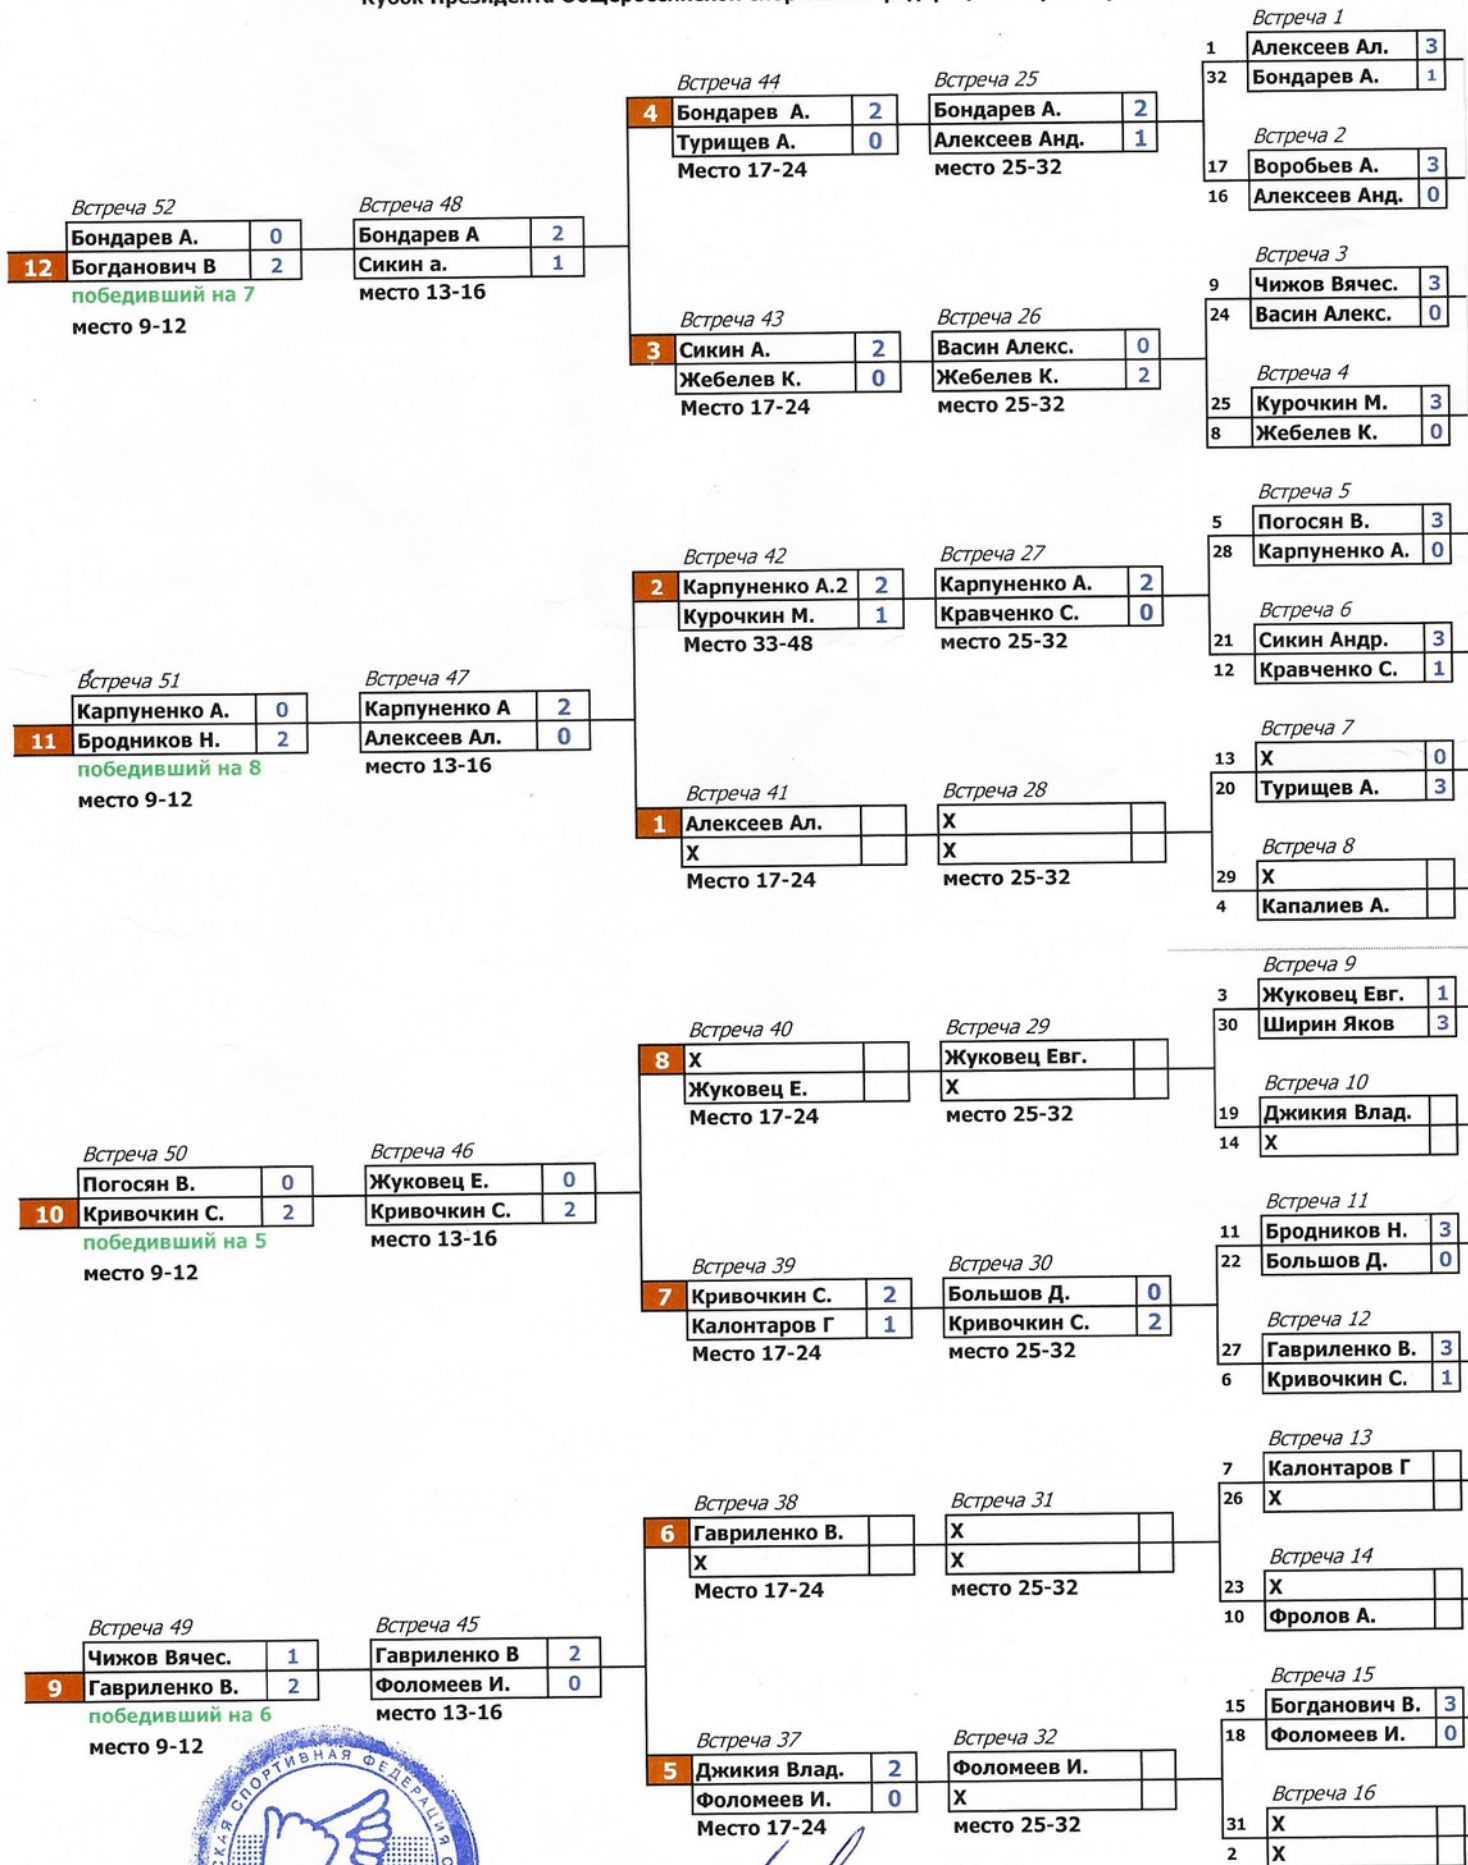 Встреча 52
Бондарев А. 0
12 Богданович В 2
победивший на 7
место 9-12
Встреча 51
Карпуненко А. 0
11 Бродников Н. 2
победивший на 8
место 9-12
Встреча 50
Погосян В. 0
10 Кривочкин С. 2
победивший на 5
место 9-12
Встреча 49
Чижов Вячес. 1
9 Гавриленко В. 2
победивший на 6
место 9-12
СПОРТИВНАЯ ФЕДЕРАЦИЯ
Встреча 48
Бондарев А 2
Сикин а. 1
место 13-16
Встреча 47
Карпуненко А 2
Алексеев Ал. 0
место 13-16
Встреча 46
Жуковец Е. 0
Кривочкин С. 2
место 13-16
Встреча 45
Гавриленко В 2
Фоломеев И. 0
место 13-16
Встреча 44
4 Бондарев А. 2
Турищев А. 0
Место 17-24
Встреча 43
3 Сикин А. 2
Жебелев К. 0
Место 17-24
Встреча 42
2 Карпуненко А.2 2
Курочкин М. 1
Место 33-48
Встреча 41
1 Алексеев Ал.
X
Место 17-24
Встреча 40
8 X
Жуковец Е.
Место 17-24
Встреча 39
7 Кривочкин С. 2
Калонтаров Г 1
Место 17-24
Встреча 38
6 Гавриленко В.
X
Место 17-24
Встреча 37
5 Джикия Влад. 2
Фоломеев И. 0
Место 17-24
Встреча 25
Бондарев А. 2
Алексеев Анд. 1
место 25-32
Встреча 26
Васин Алекс. 0
Жебелев К. 2
место 25-32
Встреча 27
Карпуненко А. 2
Кравченко С. 0
место 25-32
Встреча 28
X
X
место 25-32
Встреча 29
Жуковец Евг.
X
место 25-32
Встреча 30
Большов Д. 0
Кривочкин С. 2
место 25-32
Встреча 31
X
X
место 25-32
Встреча 32
Фоломеев И.
X
место 25-32
Встреча 1
1 Алексеев Ал. 3
32 Бондарев А. 1
Встреча 2
17 Воробьев А. 3
16 Алексеев Анд. 0
Встреча 3
9 Чижов Вячес. 3
24 Васин Алекс. 0
Встреча 4
25 Курочкин М. 3
8 Жебелев К. 0
Встреча 5
5 Погосян В. 3
28 Карпуненко А. 0
Встреча 6
21 Сикин Андр. 3
12 Кравченко С. 1
Встреча 7
13 X 0
20 Турищев А. 3
Встреча 8
29 X
4 Капалиев А.
Встреча 9
3 Жуковец Евг. 1
30 Ширин Яков 3
Встреча 10
19 Джикия Влад.
14 X
Встреча 11
11 Бродников Н. 3
22 Большов Д. 0
Встреча 12
27 Гавриленко В. 3
6 Кривочкин С. 1
Встреча 13
7 Калонтаров Г
26 X
Встреча 14
23 X
10 Фролов А.
Встреча 15
15 Богданович В. 3
18 Фоломеев И. 0
Встреча 16
31 X
2 X